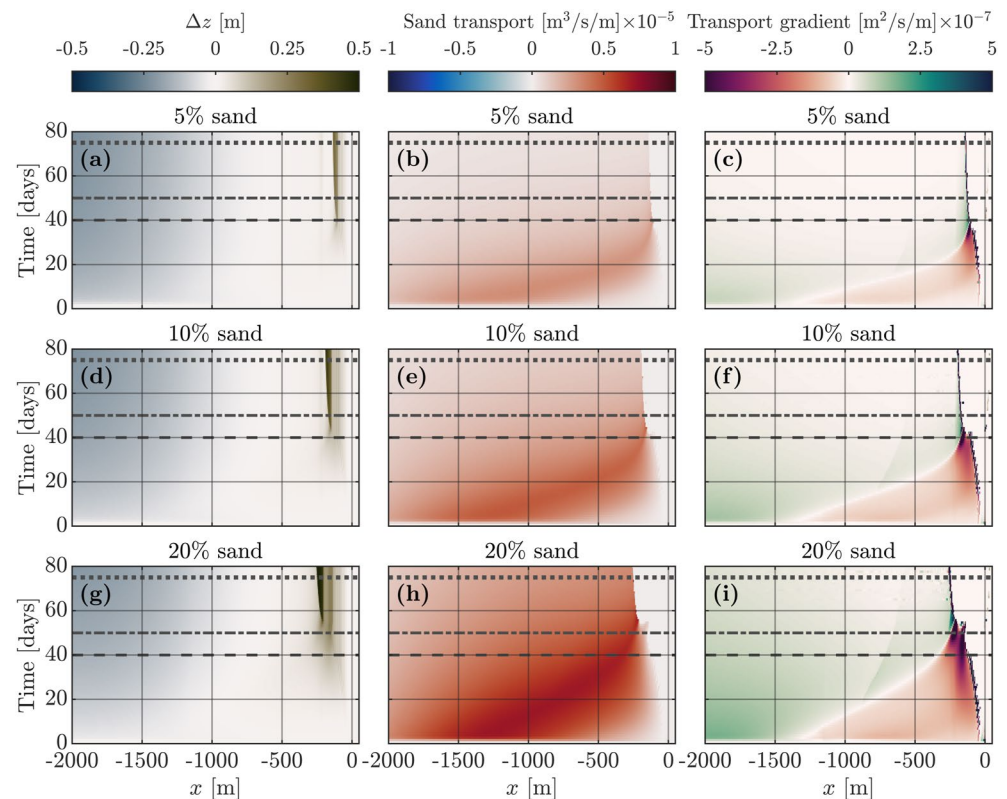 Δz [m] Sand transport [m³/s/m]×10⁻⁵ Transport gradient [m²/s/m]×10⁻⁷
-0.5 -0.25 0 0.25 0.5 -1 -0.5 0 0.5 1 -5 -2.5 0 2.5 5
5% sand 5% sand 5% sand
80
60
40
20
0
Time [days]
(a) (b) (c)
10% sand 10% sand 10% sand
80
60
40
20
0
Time [days]
(d) (e) (f)
20% sand 20% sand 20% sand
80
60
40
20
0
Time [days]
(g) (h) (i)
-2000 -1500 -1000 -500 0 -2000 -1500 -1000 -500 0 -2000 -1500 -1000 -500 0
x [m] x [m] x [m]